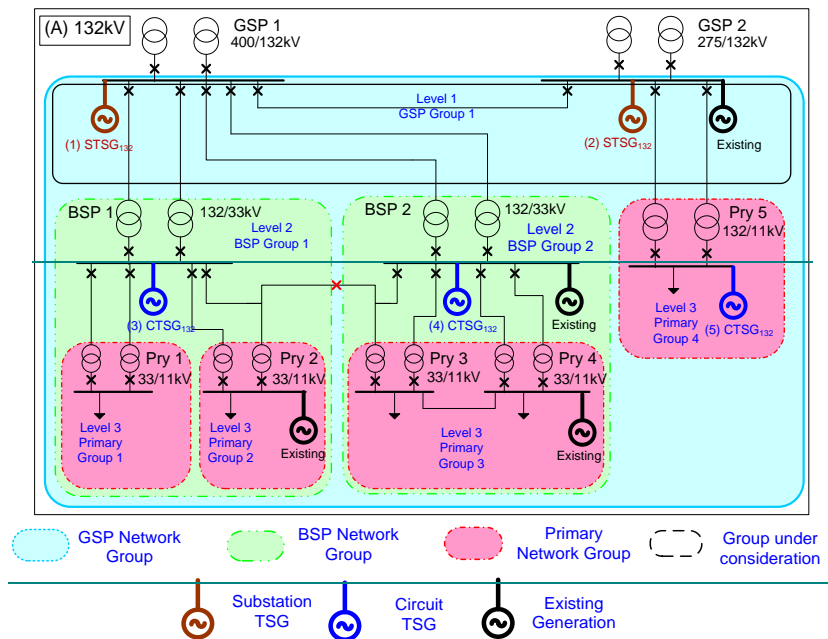 (A) 132kV
GSP 1
400/132kV
GSP 2
275/132kV
Level 1
GSP Group 1
(1) STSG132
(2) STSG132
Existing
BSP 1
132/33kV
Level 2
BSP Group 1
BSP 2
132/33kV
Level 2
BSP Group 2
Pry 5
132/11kV
(3) CTSG132
(4) CTSG132
Existing
Level 3
Primary
Group 4
(5) CTSG132
Pry 1
33/11kV
Pry 2
33/11kV
Pry 3
33/11kV
Pry 4
33/11kV
Level 3
Primary
Group 1
Level 3
Primary
Group 2
Existing
Level 3
Primary
Group 3
Existing
GSP Network
Group
BSP Network
Group
Primary
Network Group
Group under
consideration
Substation
TSG
Circuit
TSG
Existing
Generation